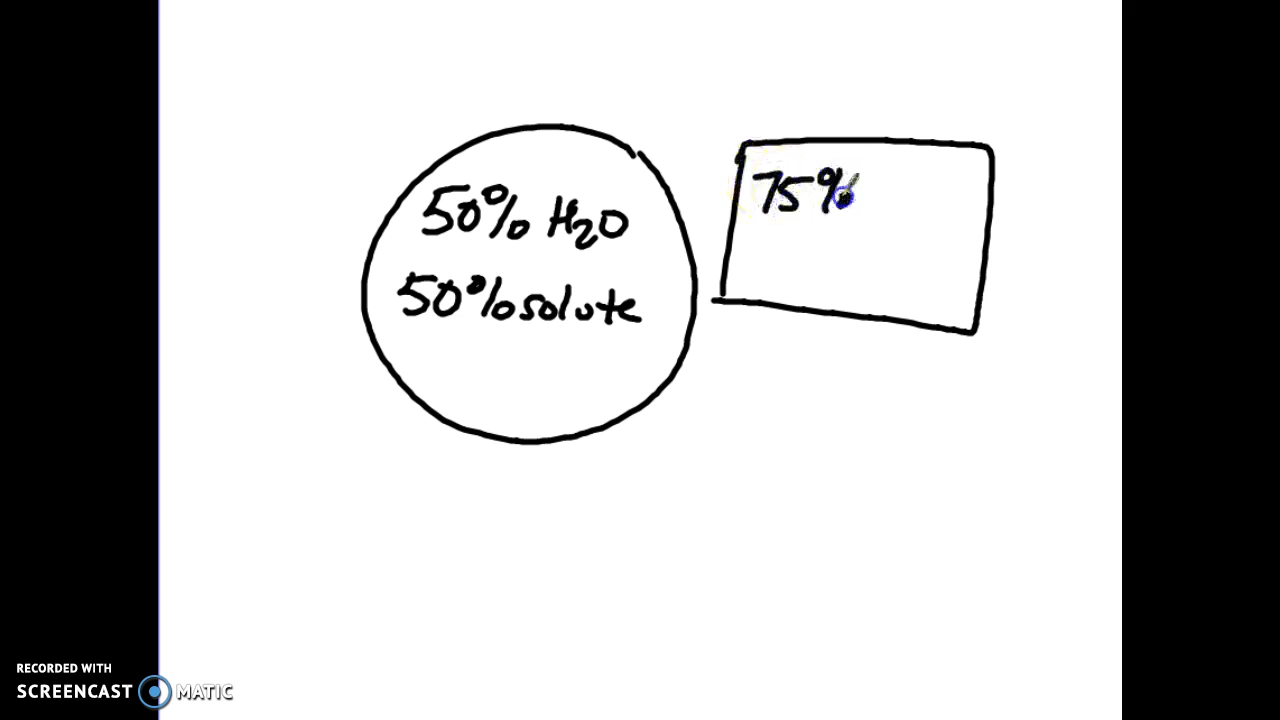 50% H₂O
50% solute
75%
RECORDED WITH
SCREENCAST MATIC